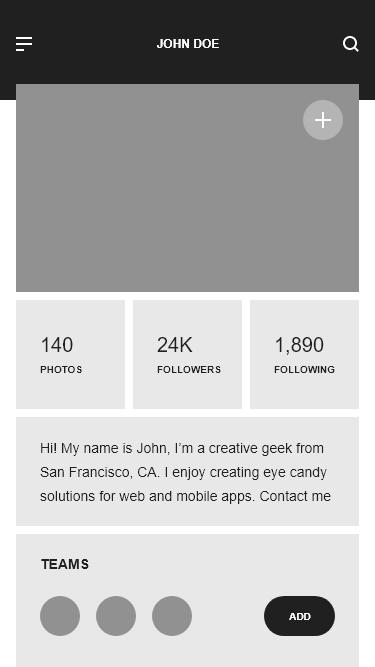 JOHN DOE
140
PHOTOS
24K
FOLLOWERS
1,890
FOLLOWING
Hi! My name is John, I’m a creative geek from
San Francisco, CA. I enjoy creating eye candy
solutions for web and mobile apps. Contact me
TEAMS
ADD